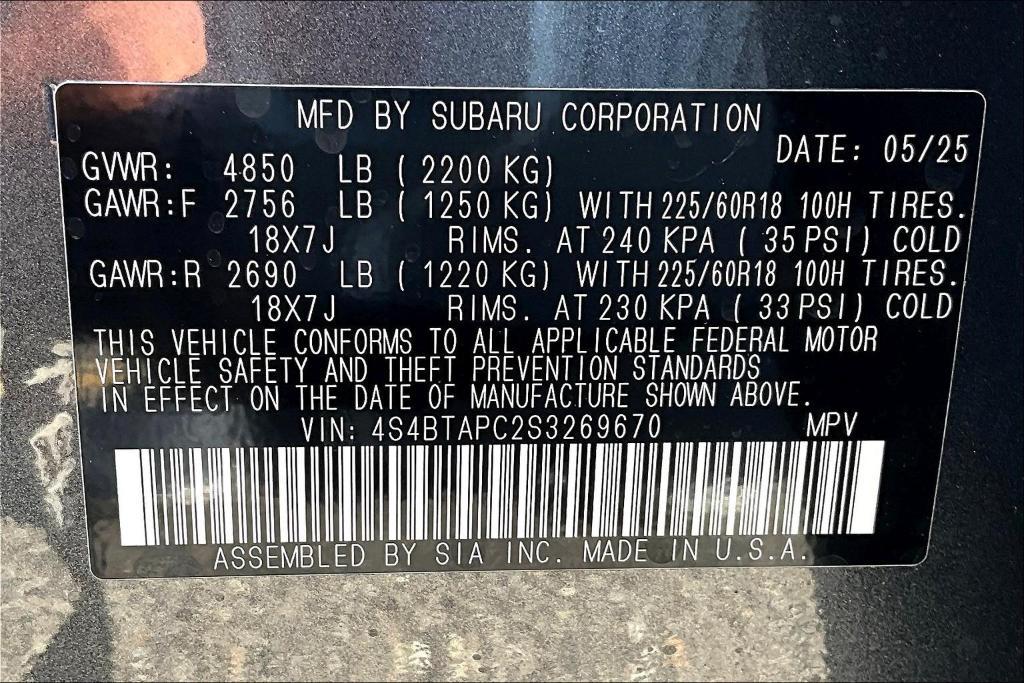 MFD BY SUBARU CORPORATION
DATE: 05/25
GVWR: 4850 LB ( 2200 KG)
GAWR:F 2756 LB ( 1250 KG) WITH 225/60R18 100H TIRES.
18X7J RIMS. AT 240 KPA ( 35 PSI) COLD
GAWR:R 2690 LB ( 1220 KG) WITH 225/60R18 100H TIRES.
18X7J RIMS. AT 230 KPA ( 33 PSI) COLD
THIS VEHICLE CONFORMS TO ALL APPLICABLE FEDERAL MOTOR
VEHICLE SAFETY AND THEFT PREVENTION STANDARDS
IN EFFECT ON THE DATE OF MANUFACTURE SHOWN ABOVE.
VIN: 4S4BTAPC2S3269670 MPV
ASSEMBLED BY SIA INC. MADE IN U.S.A.